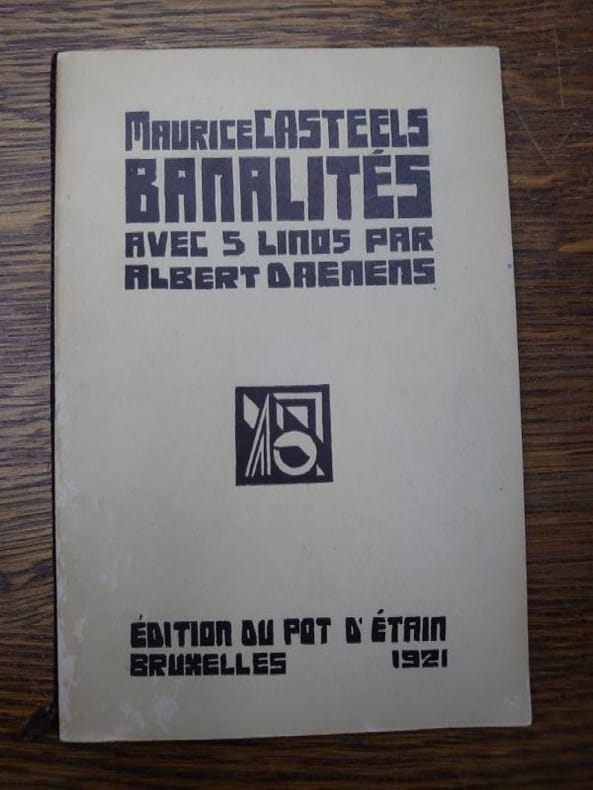 MAURICE CASTEELS
BANALITÉS
AVEC 5 LINOS PAR
ALBERT DAENENS
ÉDITION DU POT D'ÉTAIN
BRUXELLES 1921